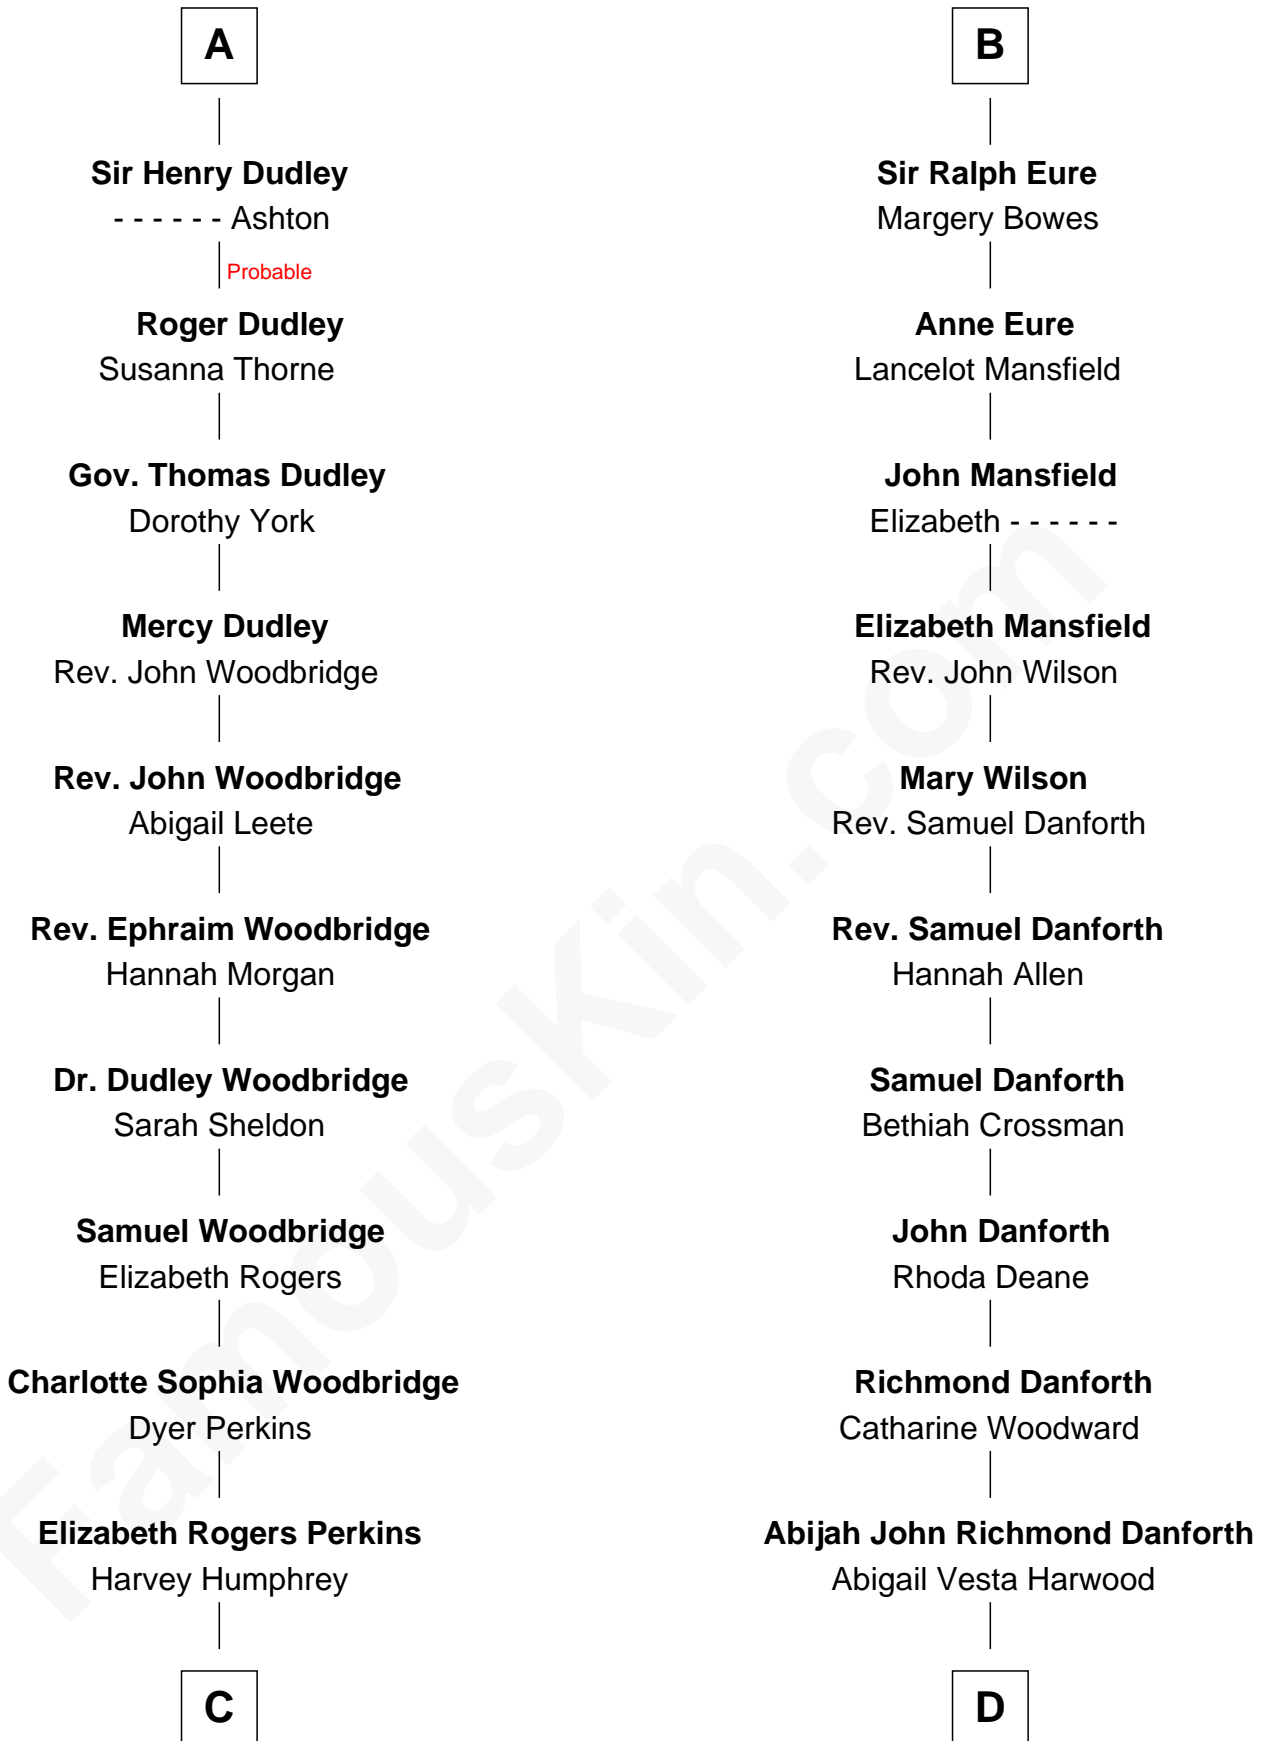 A
Sir Henry Dudley
- - - - - - Ashton
Probable
Roger Dudley
Susanna Thorne
Gov. Thomas Dudley
Dorothy York
Mercy Dudley
Rev. John Woodbridge
Rev. John Woodbridge
Abigail Leete
Rev. Ephraim Woodbridge
Hannah Morgan
Dr. Dudley Woodbridge
Sarah Sheldon
Samuel Woodbridge
Elizabeth Rogers
Charlotte Sophia Woodbridge
Dyer Perkins
Elizabeth Rogers Perkins
Harvey Humphrey
C
B
Sir Ralph Eure
Margery Bowes
Anne Eure
Lancelot Mansfield
John Mansfield
Elizabeth - - - - - -
Elizabeth Mansfield
Rev. John Wilson
Mary Wilson
Rev. Samuel Danforth
Rev. Samuel Danforth
Hannah Allen
Samuel Danforth
Bethiah Crossman
John Danforth
Rhoda Deane
Richmond Danforth
Catharine Woodward
Abijah John Richmond Danforth
Abigail Vesta Harwood
D
FamousKin.com